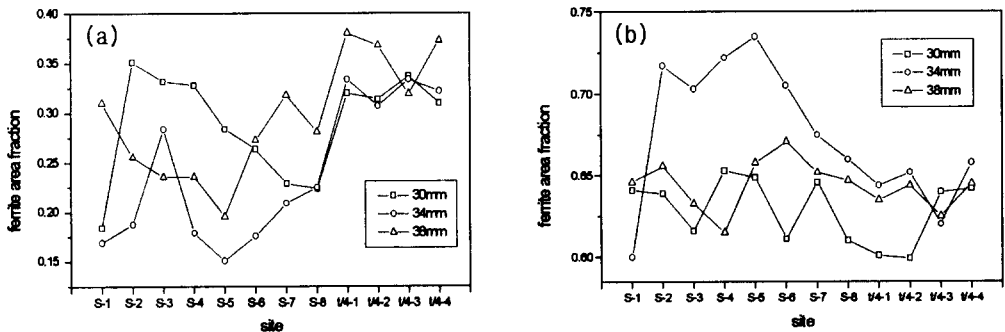 (a)
ferrite area fraction
0.40
0.35
0.30
0.25
0.20
0.15
30mm
34mm
38mm
S-1 S-2 S-3 S-4 S-5 S-6 S-7 S-8 t/4-1 t/4-2 t/4-3 t/4-4
site
(b)
ferrite area fraction
0.75
0.70
0.65
0.60
30mm
34mm
38mm
S-1 S-2 S-3 S-4 S-5 S-6 S-7 S-8 t/4-1 t/4-2 t/4-3 t/4-4
site